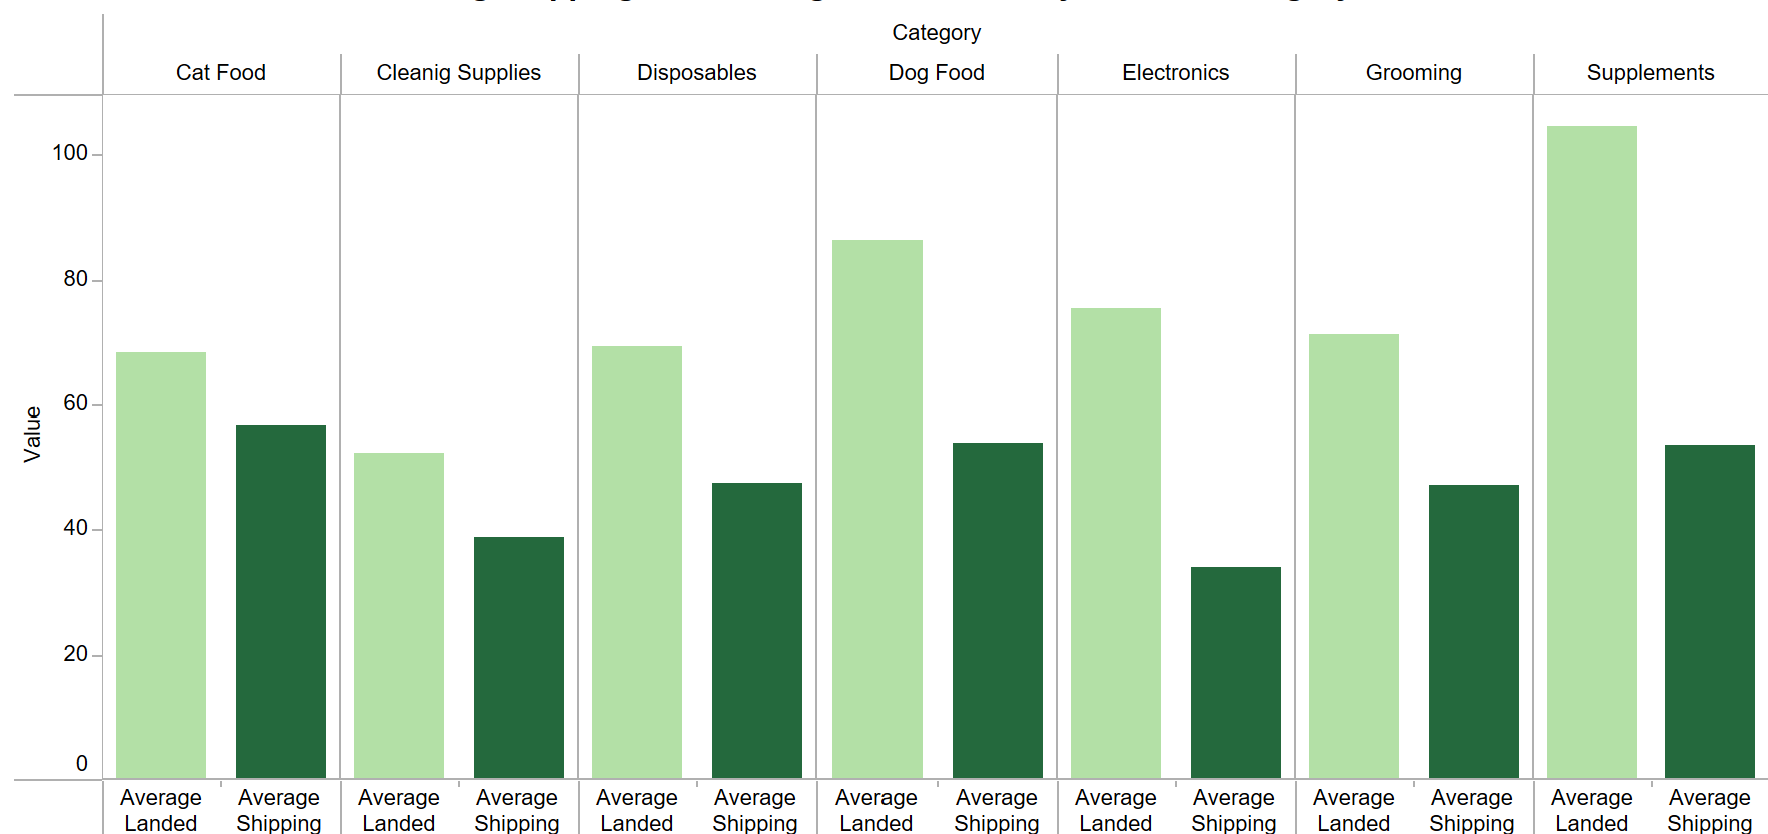 Category
Cat Food Cleanig Supplies Disposables Dog Food Electronics Grooming Supplements
100
80
60
40
20
0
Value
Average Average Average Average Average Average Average Average Average Average Average Average Average Average
Landed Shipping Landed Shipping Landed Shipping Landed Shipping Landed Shipping Landed Shipping Landed Shipping